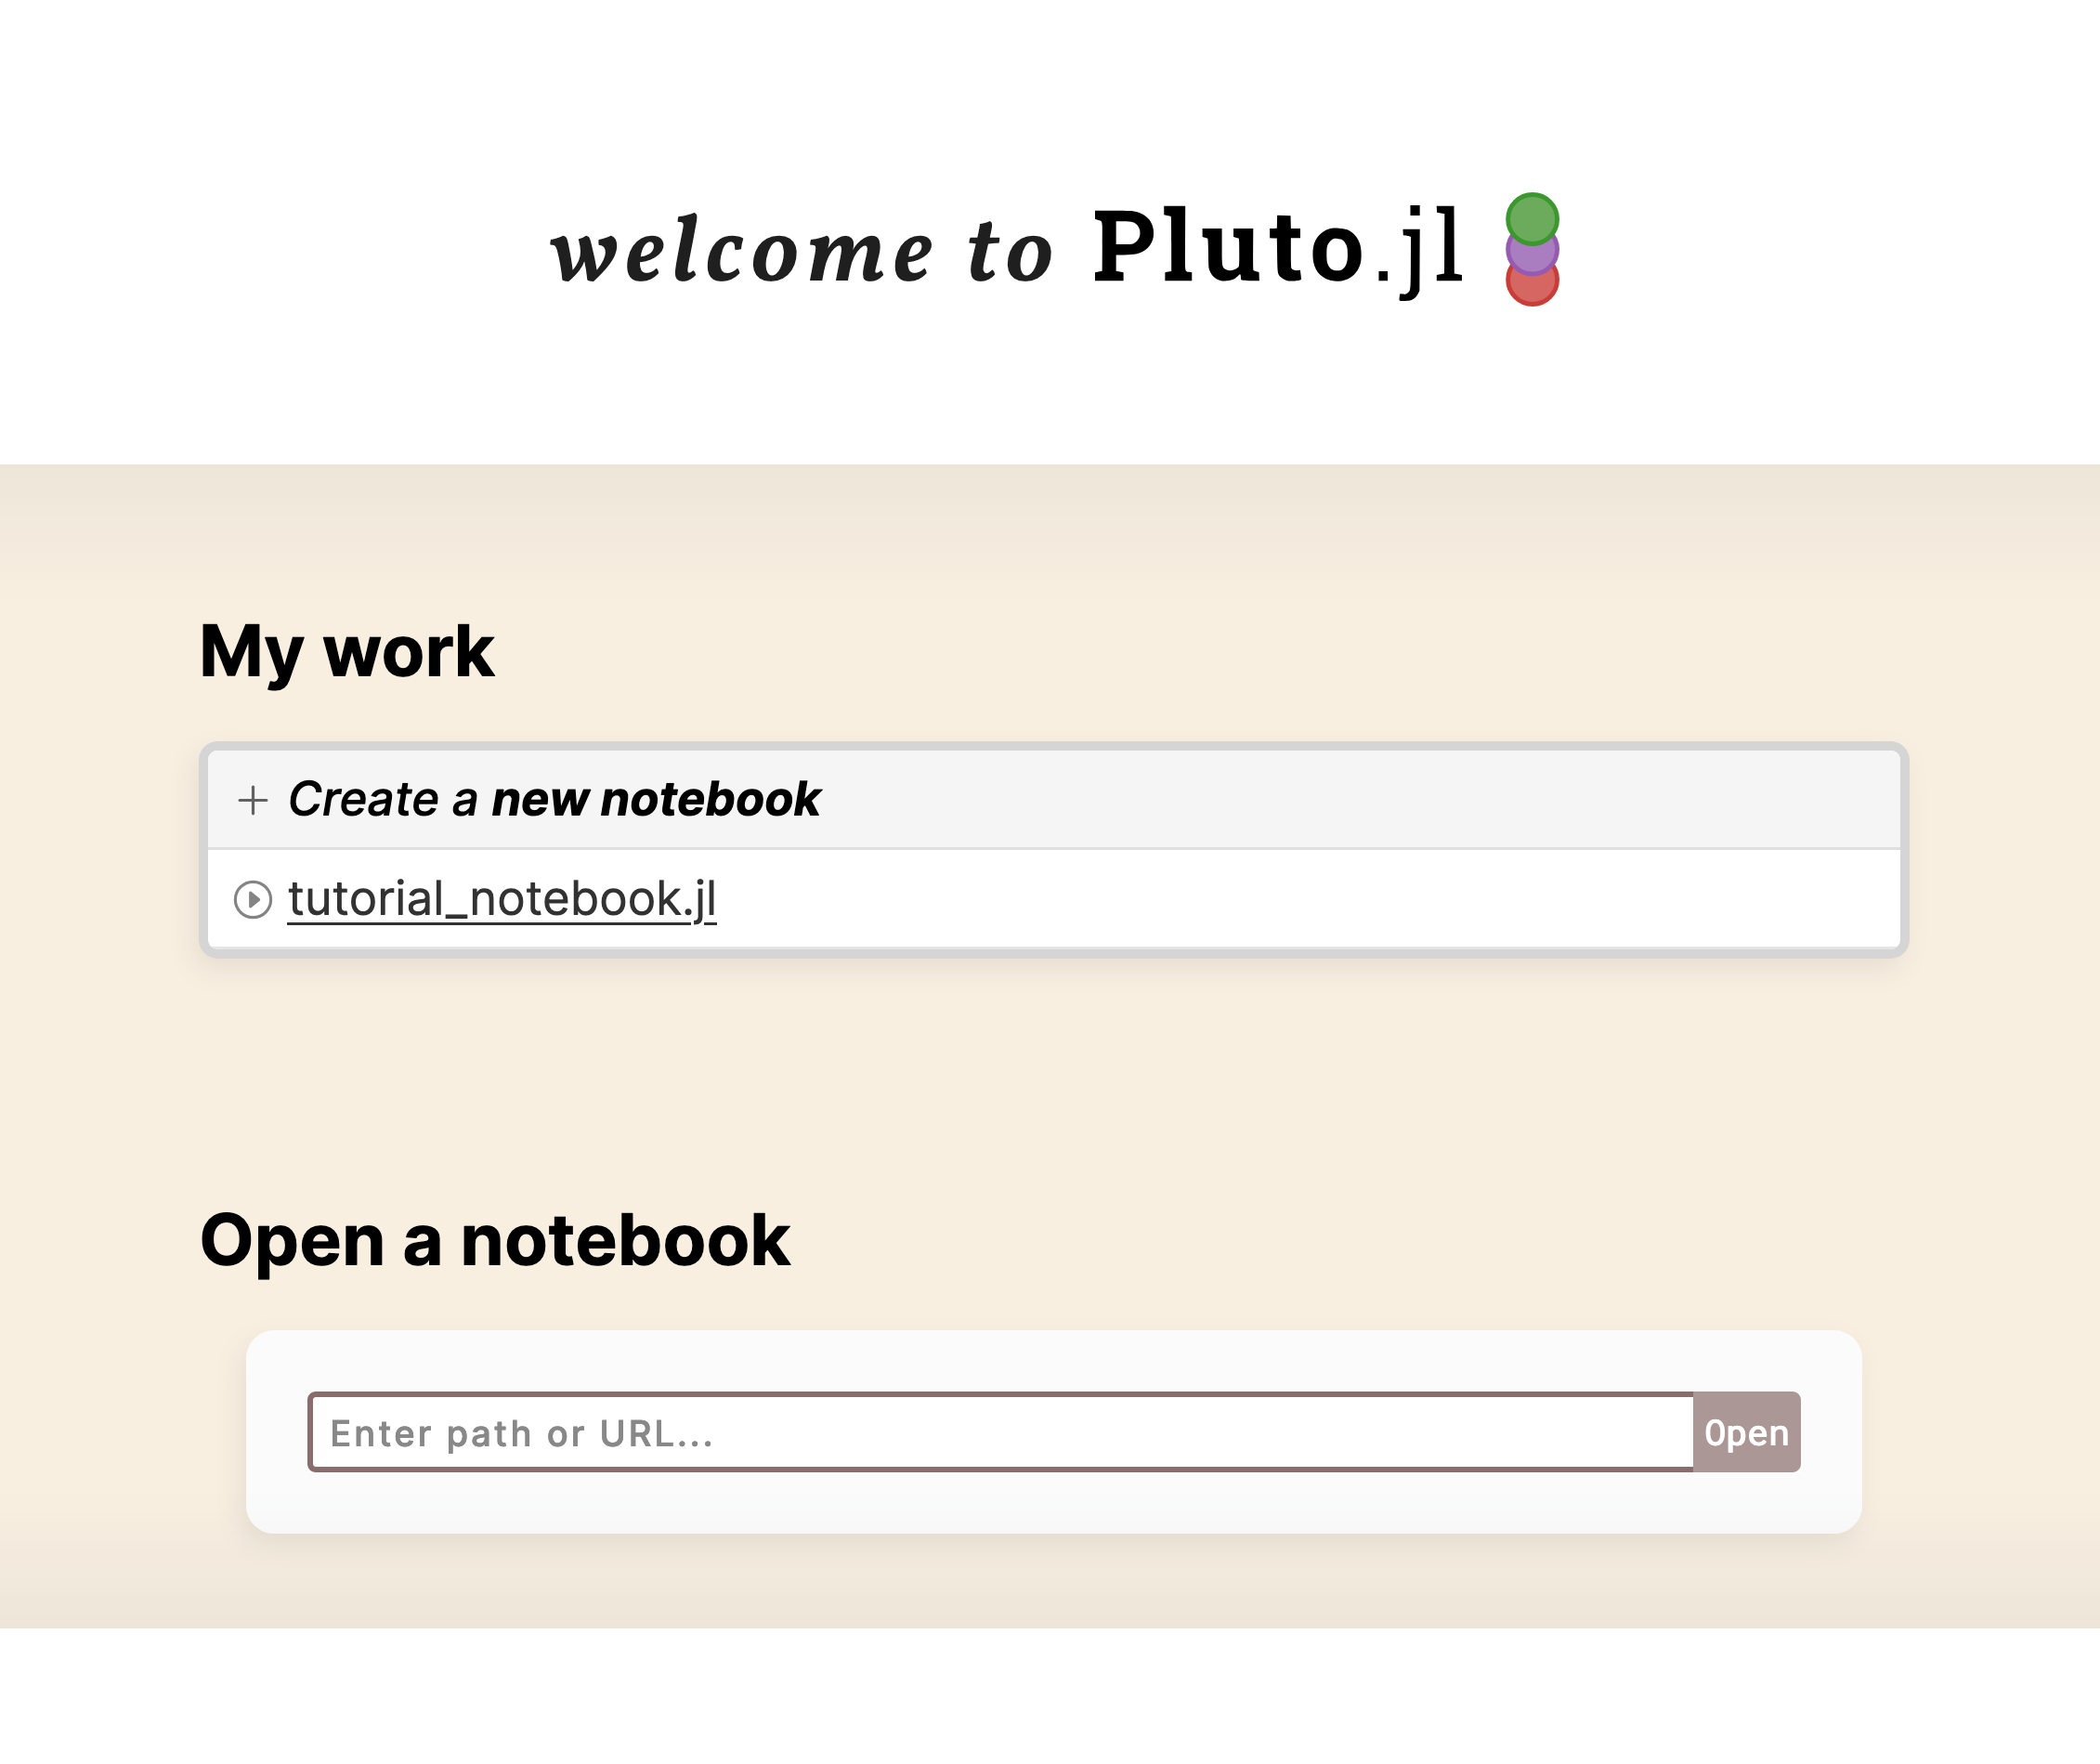 welcome to Pluto.jl
My work
Create a new notebook
tutorial_notebook.jl
Open a notebook
Enter path or URL...
Open